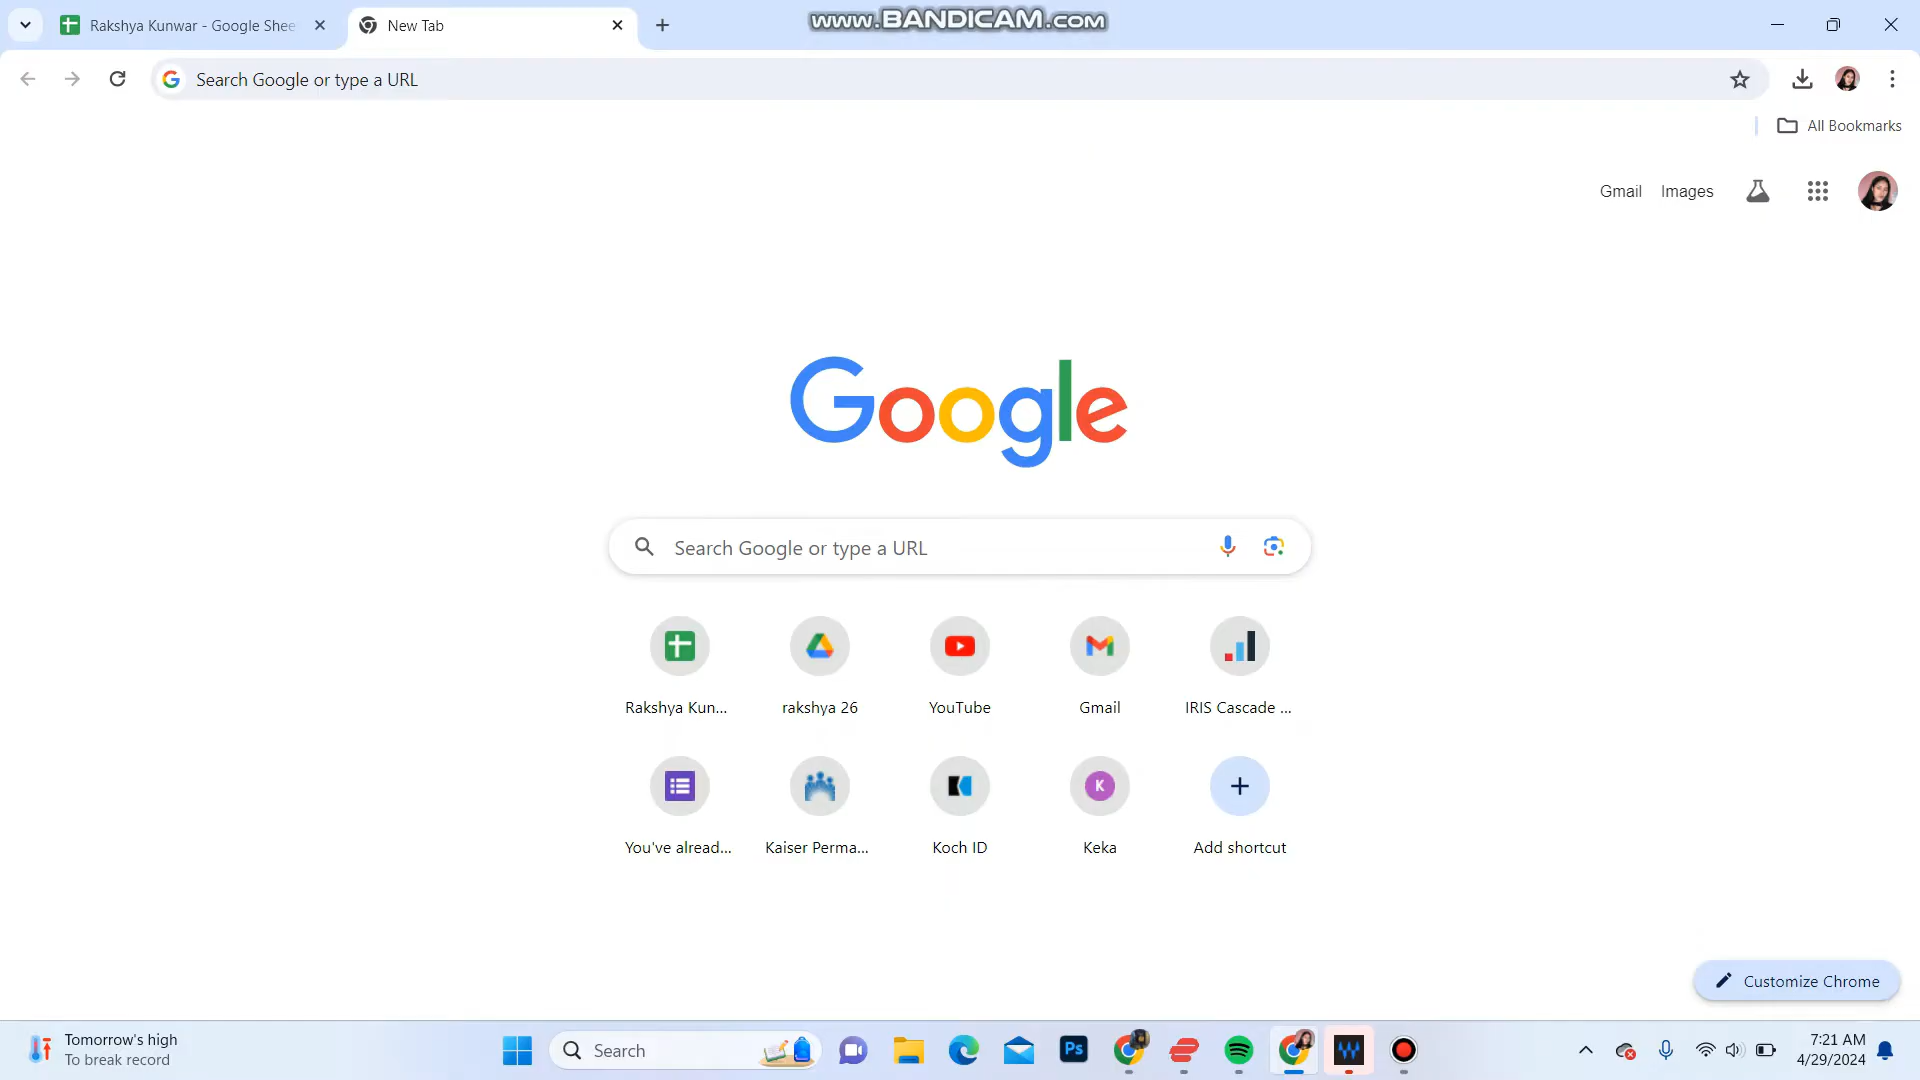 Rakshya Kunwar - Google Shee
New Tab
www.BANDICAM.com
Search Google or type a URL
All Bookmarks
Gmail
Images
Google
Search Google or type a URL
Rakshya Kun...
rakshya 26
YouTube
Gmail
IRIS Cascade ...
K
You've alread...
Kaiser Perma...
Koch ID
Keka
Add shortcut
Customize Chrome
Tomorrow's high
To break record
Search
Ps
7:21 AM
4/29/2024